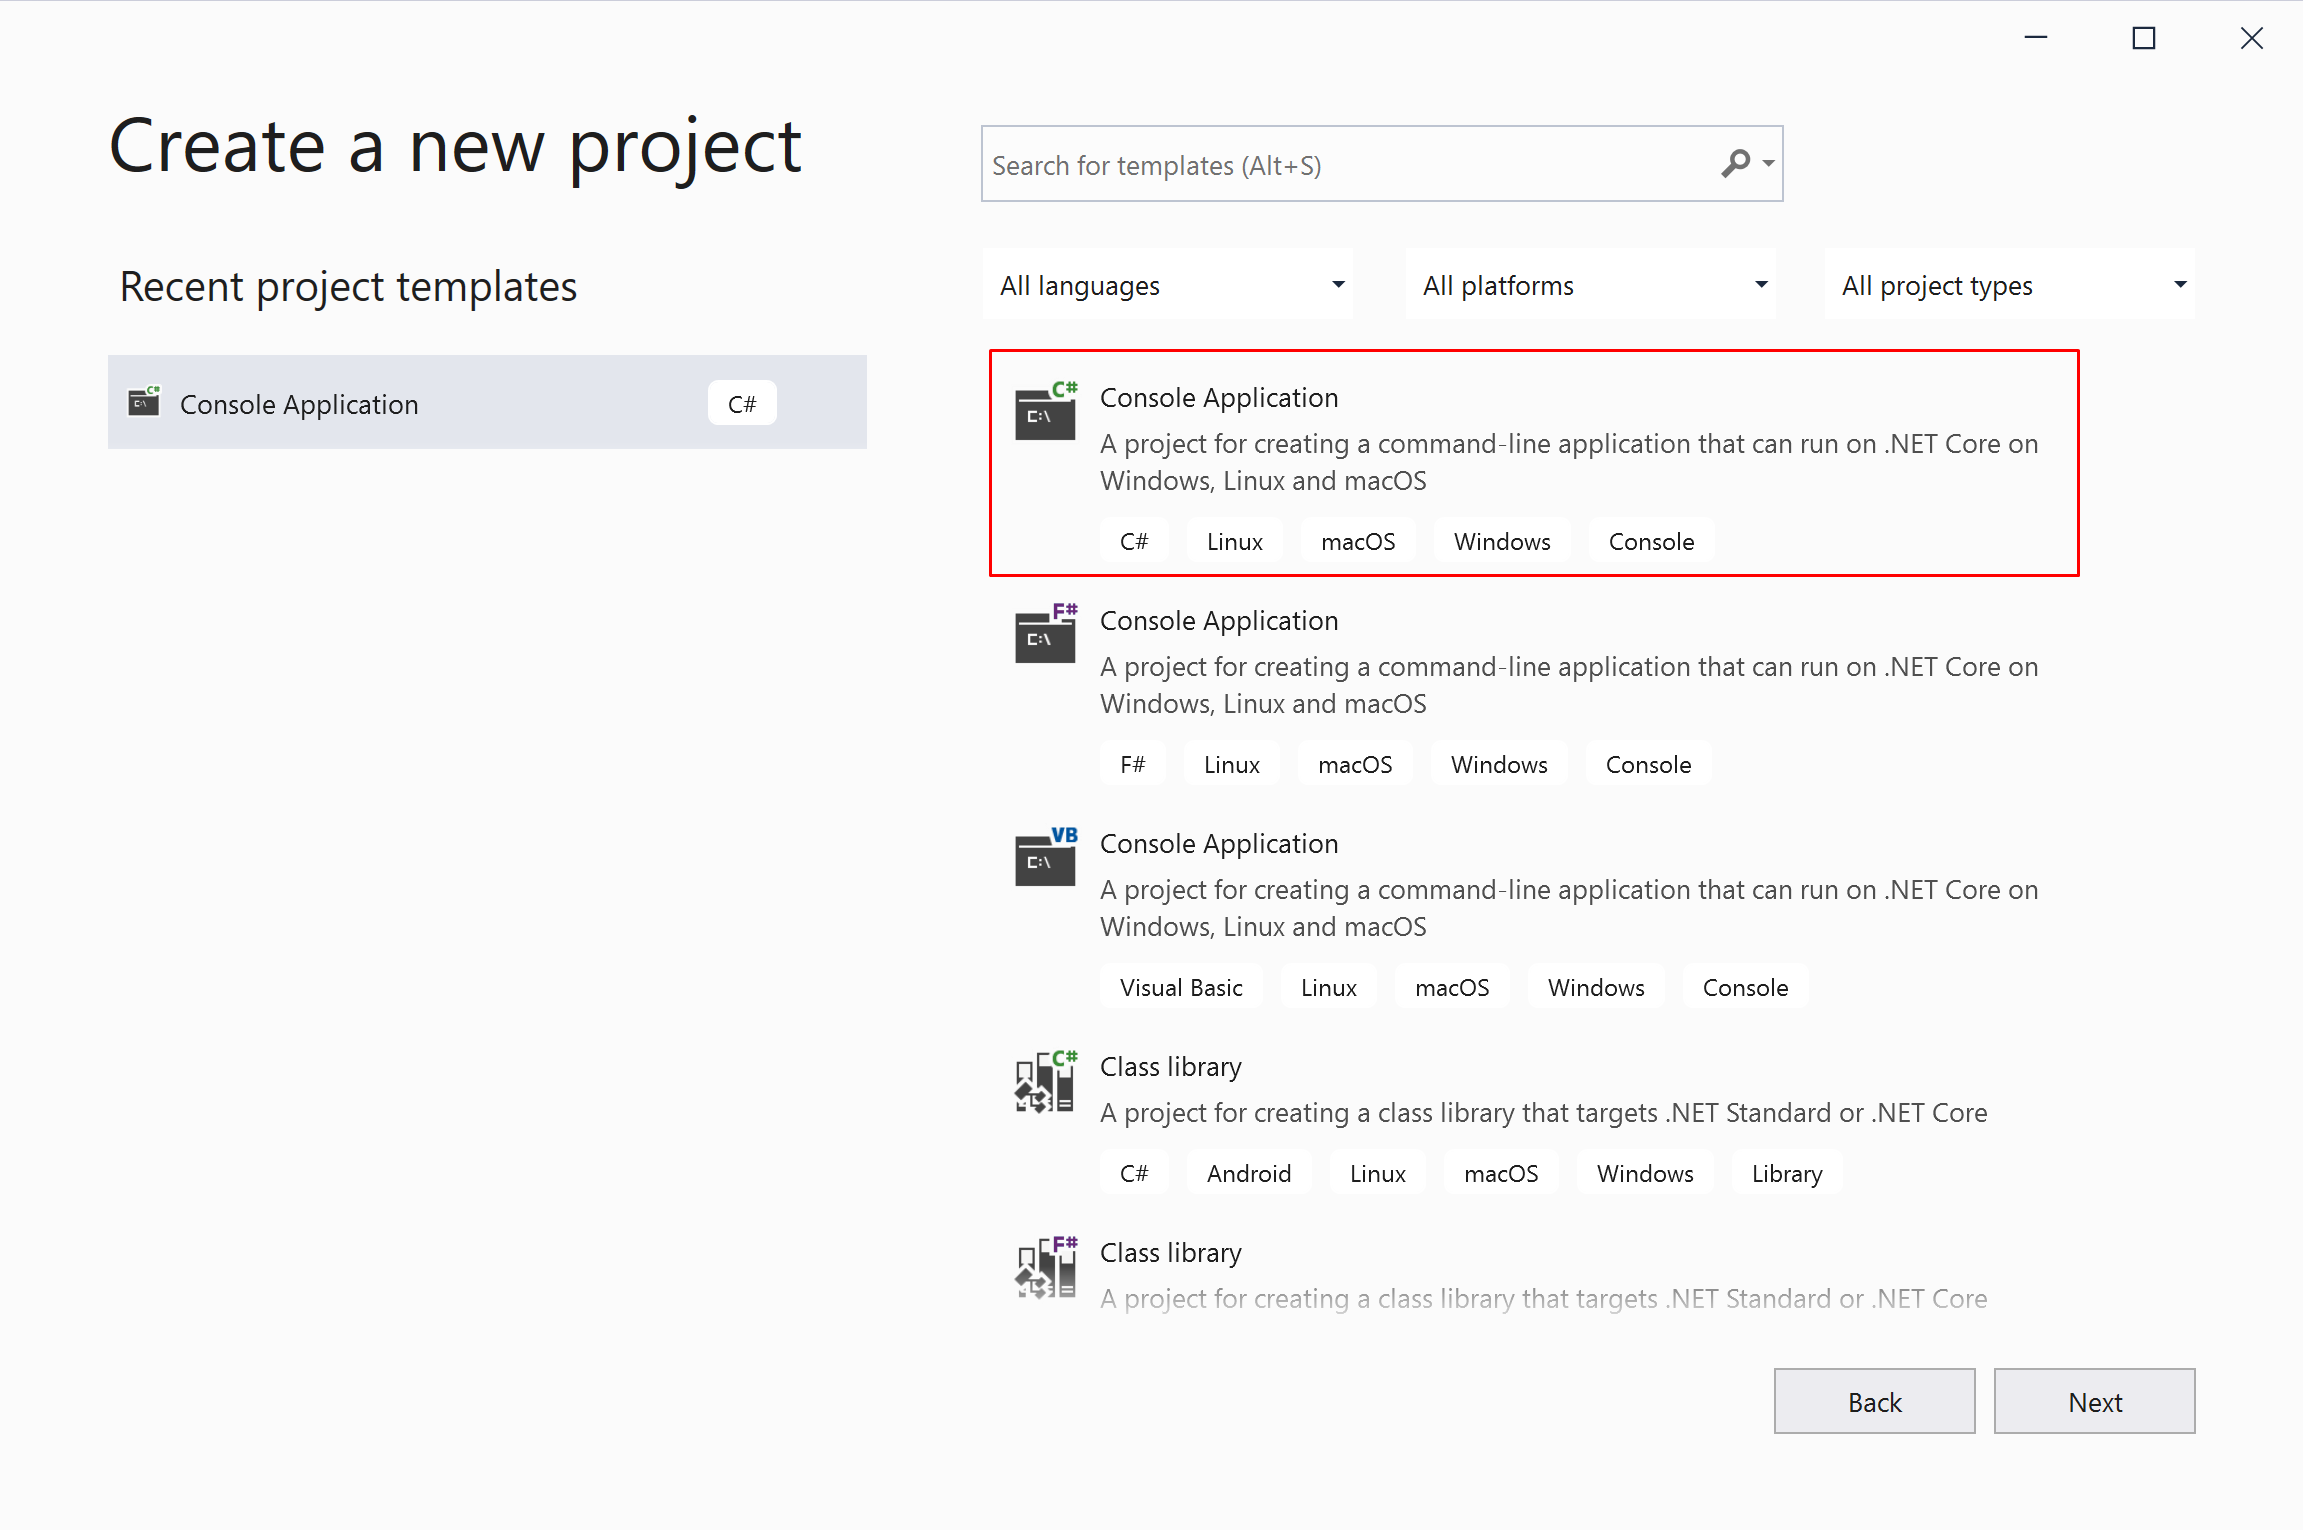 Create a new project
Search for templates (Alt+S)
Recent project templates
All languages
All platforms
All project types
C#
C:\
Console Application
C#
C#
C:\
Console Application
A project for creating a command-line application that can run on .NET Core on
Windows, Linux and macOS
C#
Linux
macOS
Windows
Console
F#
C:\
Console Application
A project for creating a command-line application that can run on .NET Core on
Windows, Linux and macOS
F#
Linux
macOS
Windows
Console
VB
C:\
Console Application
A project for creating a command-line application that can run on .NET Core on
Windows, Linux and macOS
Visual Basic
Linux
macOS
Windows
Console
C#
Class library
A project for creating a class library that targets .NET Standard or .NET Core
C#
Android
Linux
macOS
Windows
Library
F#
Class library
A project for creating a class library that targets .NET Standard or .NET Core
Back
Next